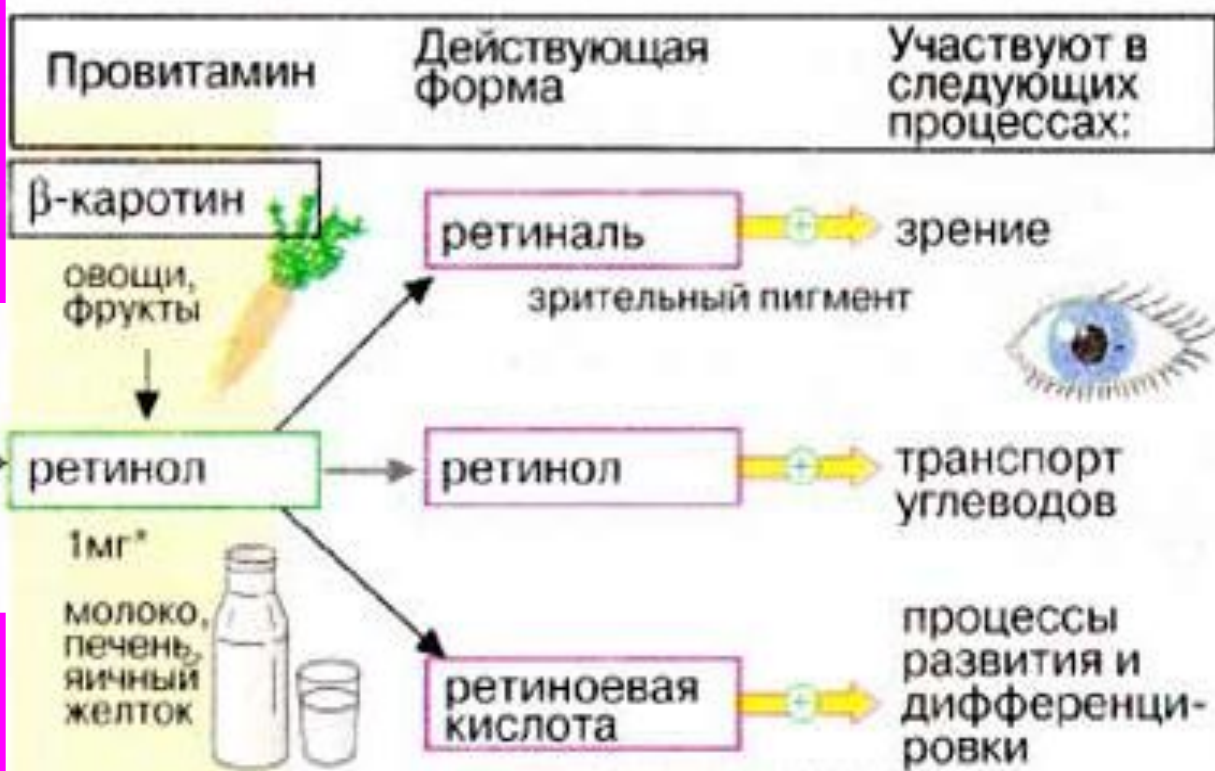 Провитамин
Действующая
форма
Участвуют в
следующих
процессах:
β-каротин
овощи,
фрукты
ретиналь
+
зрение
зрительный пигмент
ретинол
1мг*
молоко,
печень,
яичный
желток
ретинол
+
транспорт
углеводов
ретиноевая
кислота
+
процессы
развития и
дифференци-
ровки